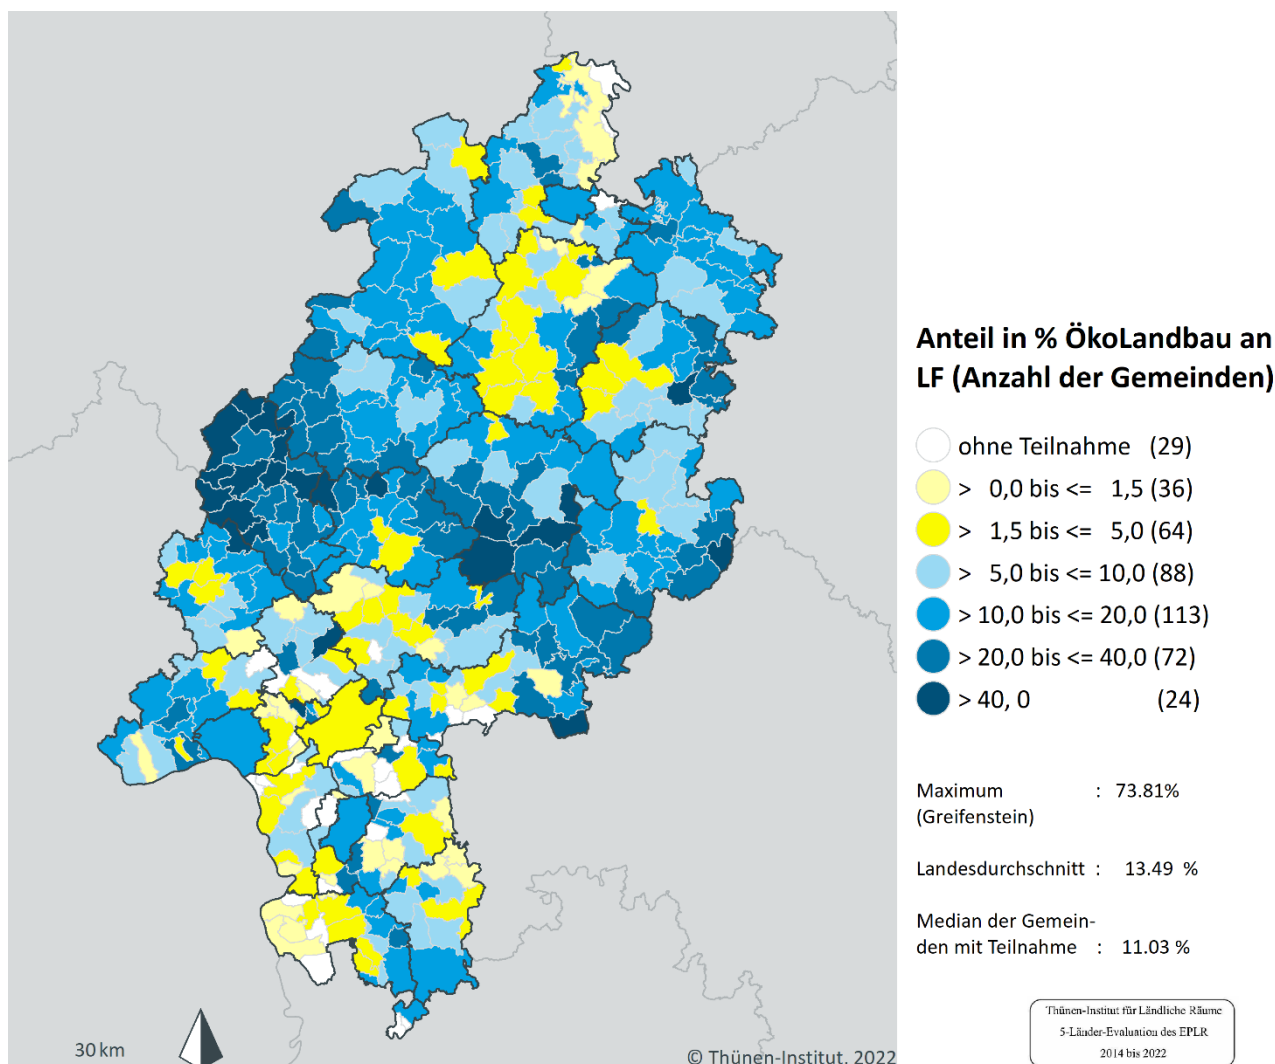 Anteil in % ÖkoLandbau an
LF (Anzahl der Gemeinden)
ohne Teilnahme (29)
> 0,0 bis <= 1,5 (36)
> 1,5 bis <= 5,0 (64)
> 5,0 bis <= 10,0 (88)
> 10,0 bis <= 20,0 (113)
> 20,0 bis <= 40,0 (72)
> 40, 0 (24)
Maximum : 73.81%
(Greifenstein)
Landesdurchschnitt : 13.49 %
Median der Gemein-
den mit Teilnahme : 11.03 %
Thünen-Institut für Ländliche Räume
5-Länder-Evaluation des EPLR
2014 bis 2022
30 km
© Thünen-Institut, 2022